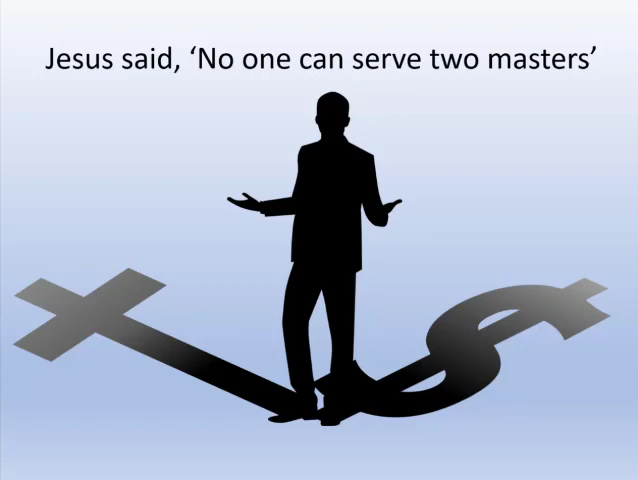 Jesus said, ‘No one can serve two masters’